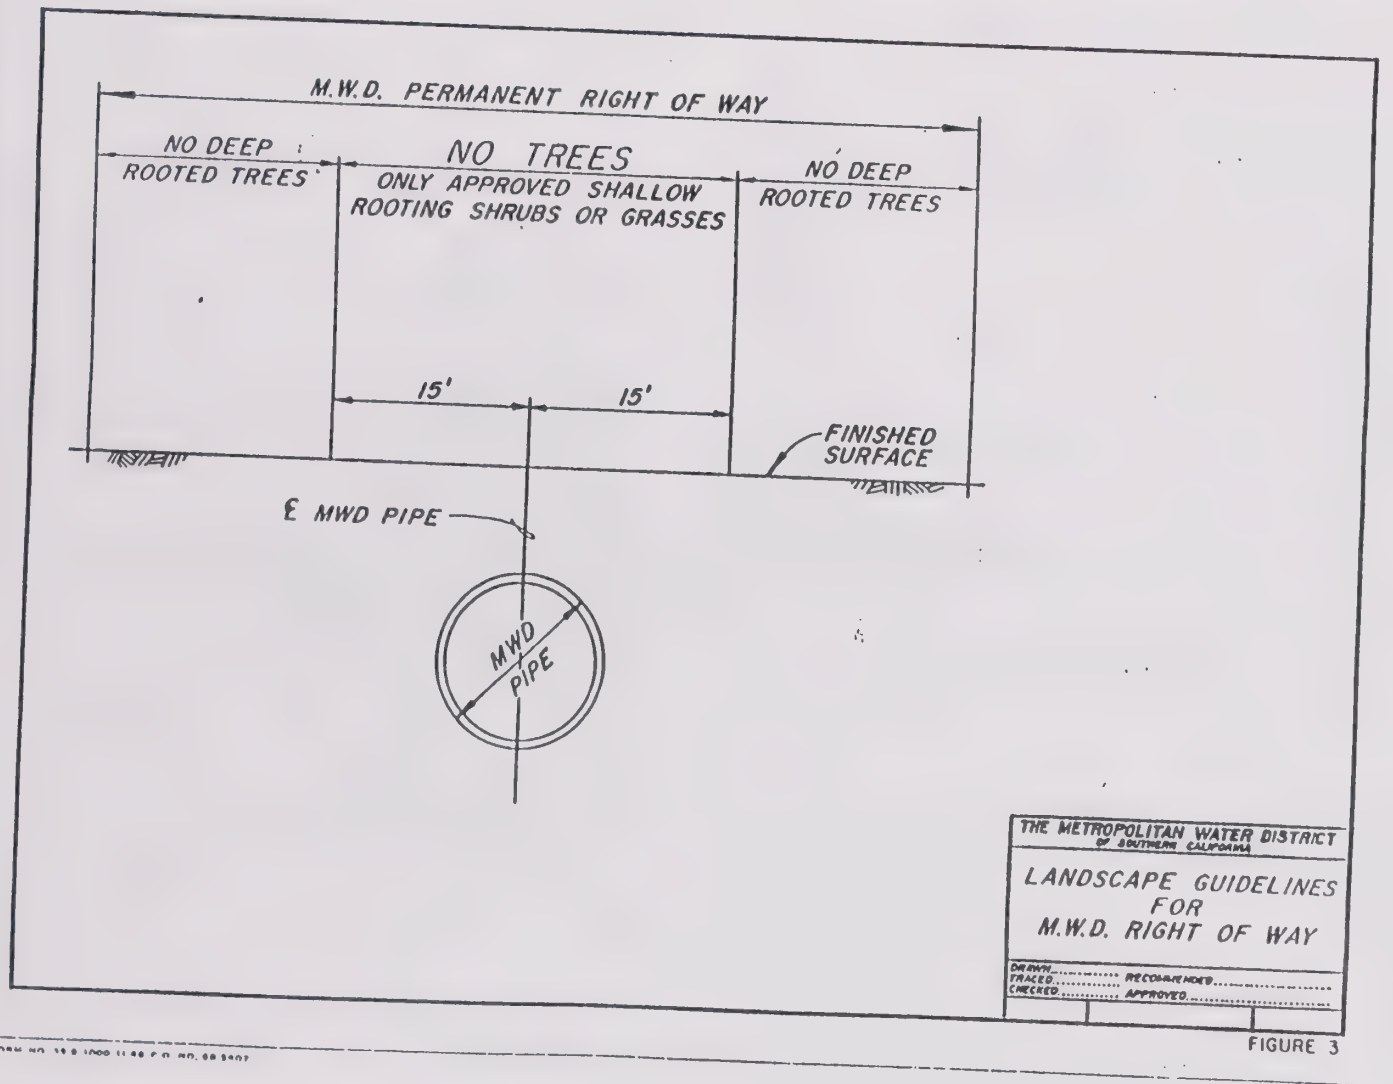 M.W.D. PERMANENT RIGHT OF WAY
NO DEEP
ROOTED TREES
NO TREES
ONLY APPROVED SHALLOW
ROOTING SHRUBS OR GRASSES
NO DEEP
ROOTED TREES
15'
15'
FINISHED
SURFACE
℄ MWD PIPE
MWD
PIPE
THE METROPOLITAN WATER DISTRICT
OF SOUTHERN CALIFORNIA
LANDSCAPE GUIDELINES
FOR
M.W.D. RIGHT OF WAY
DRAWN.............. RECOMMENDED..............
TRACED..............
CHECKED.............. APPROVED..............
FIGURE 3